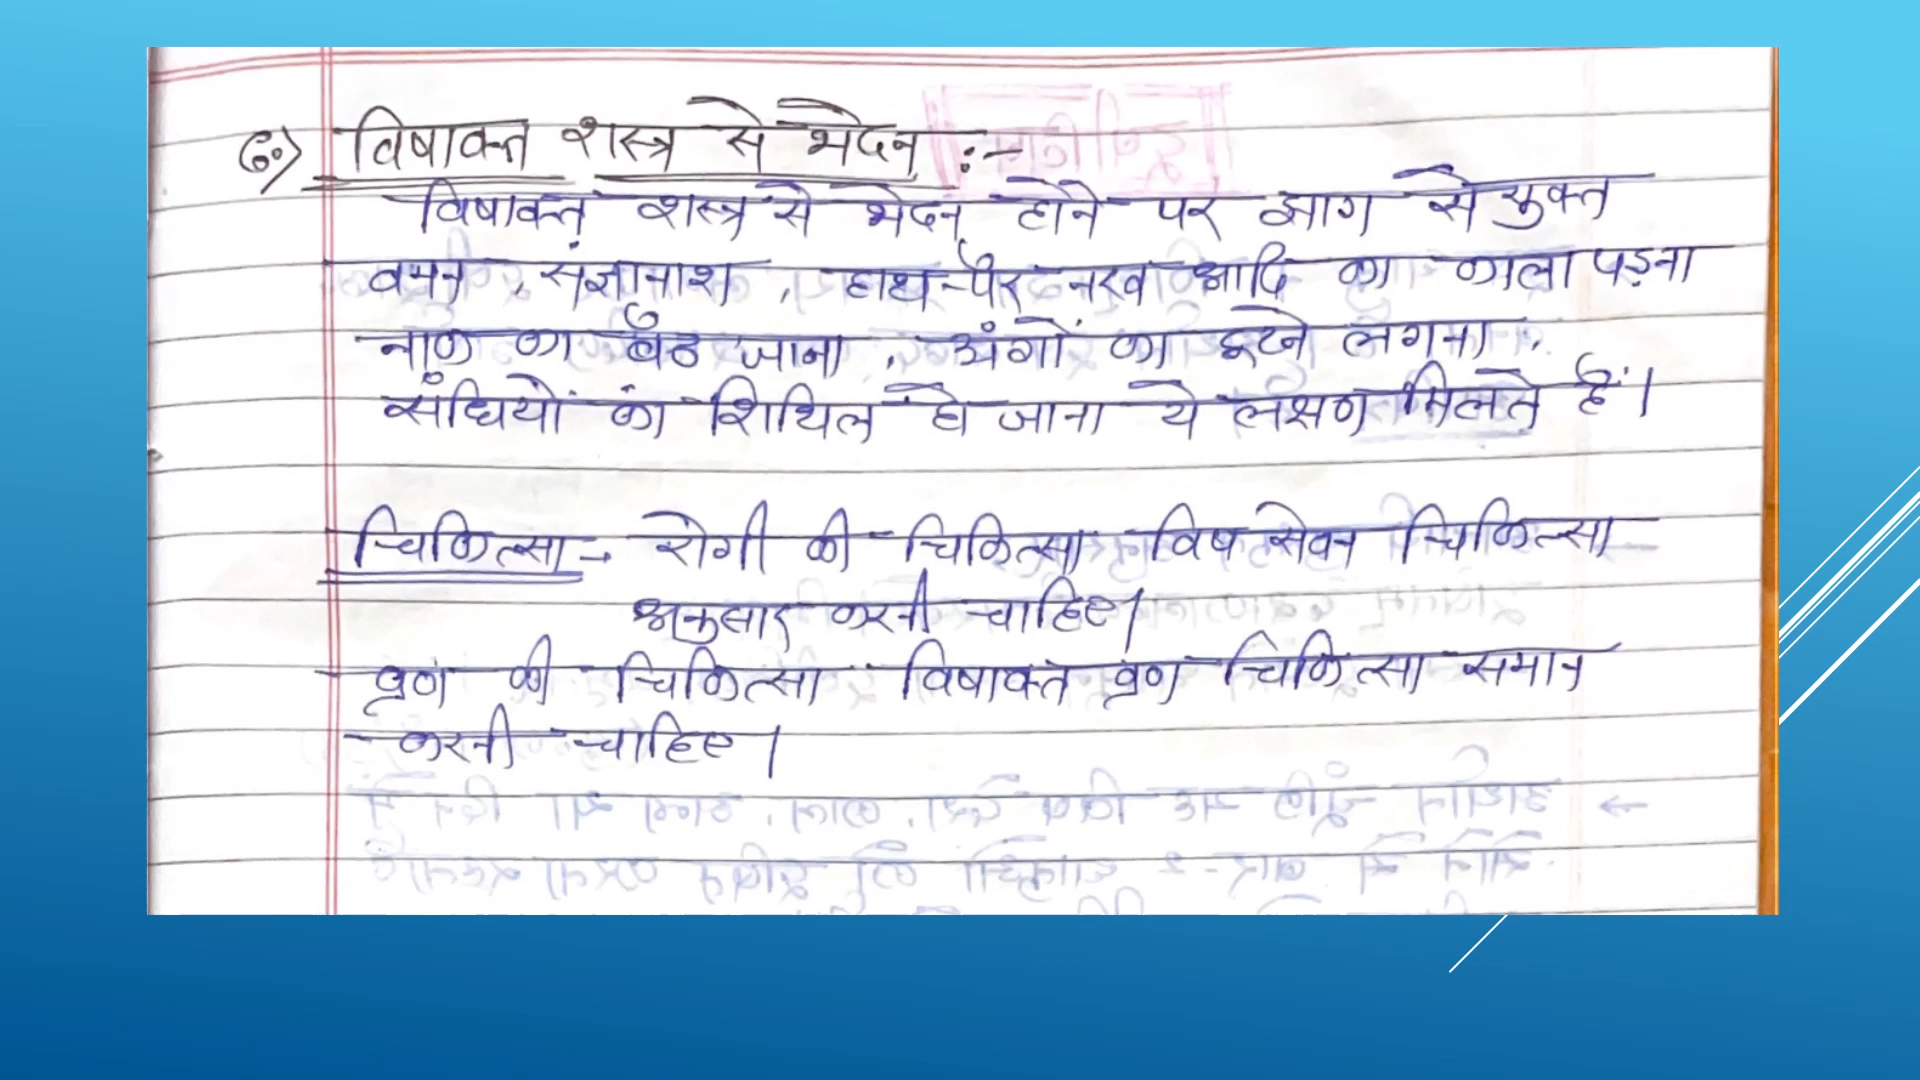 ७०) विषाक्त शस्त्र से भेदन :-
विषाक्त शस्त्र से भेदन होने पर झाग से युक्त
वमन, संज्ञानाश, हाथ-पैर नख आदि का काला पड़ना
नाक का बैठ जाना, अंगों का टूटने लगना,
संधियों का शिथिल हो जाना ये लक्षण मिलते हैं।
चिकित्सा → रोगी की चिकित्सा विष सेवन चिकित्सा
अनुसार करनी चाहिए।
व्रण की चिकित्सा विषाक्त व्रण चिकित्सा समान
करनी चाहिए।